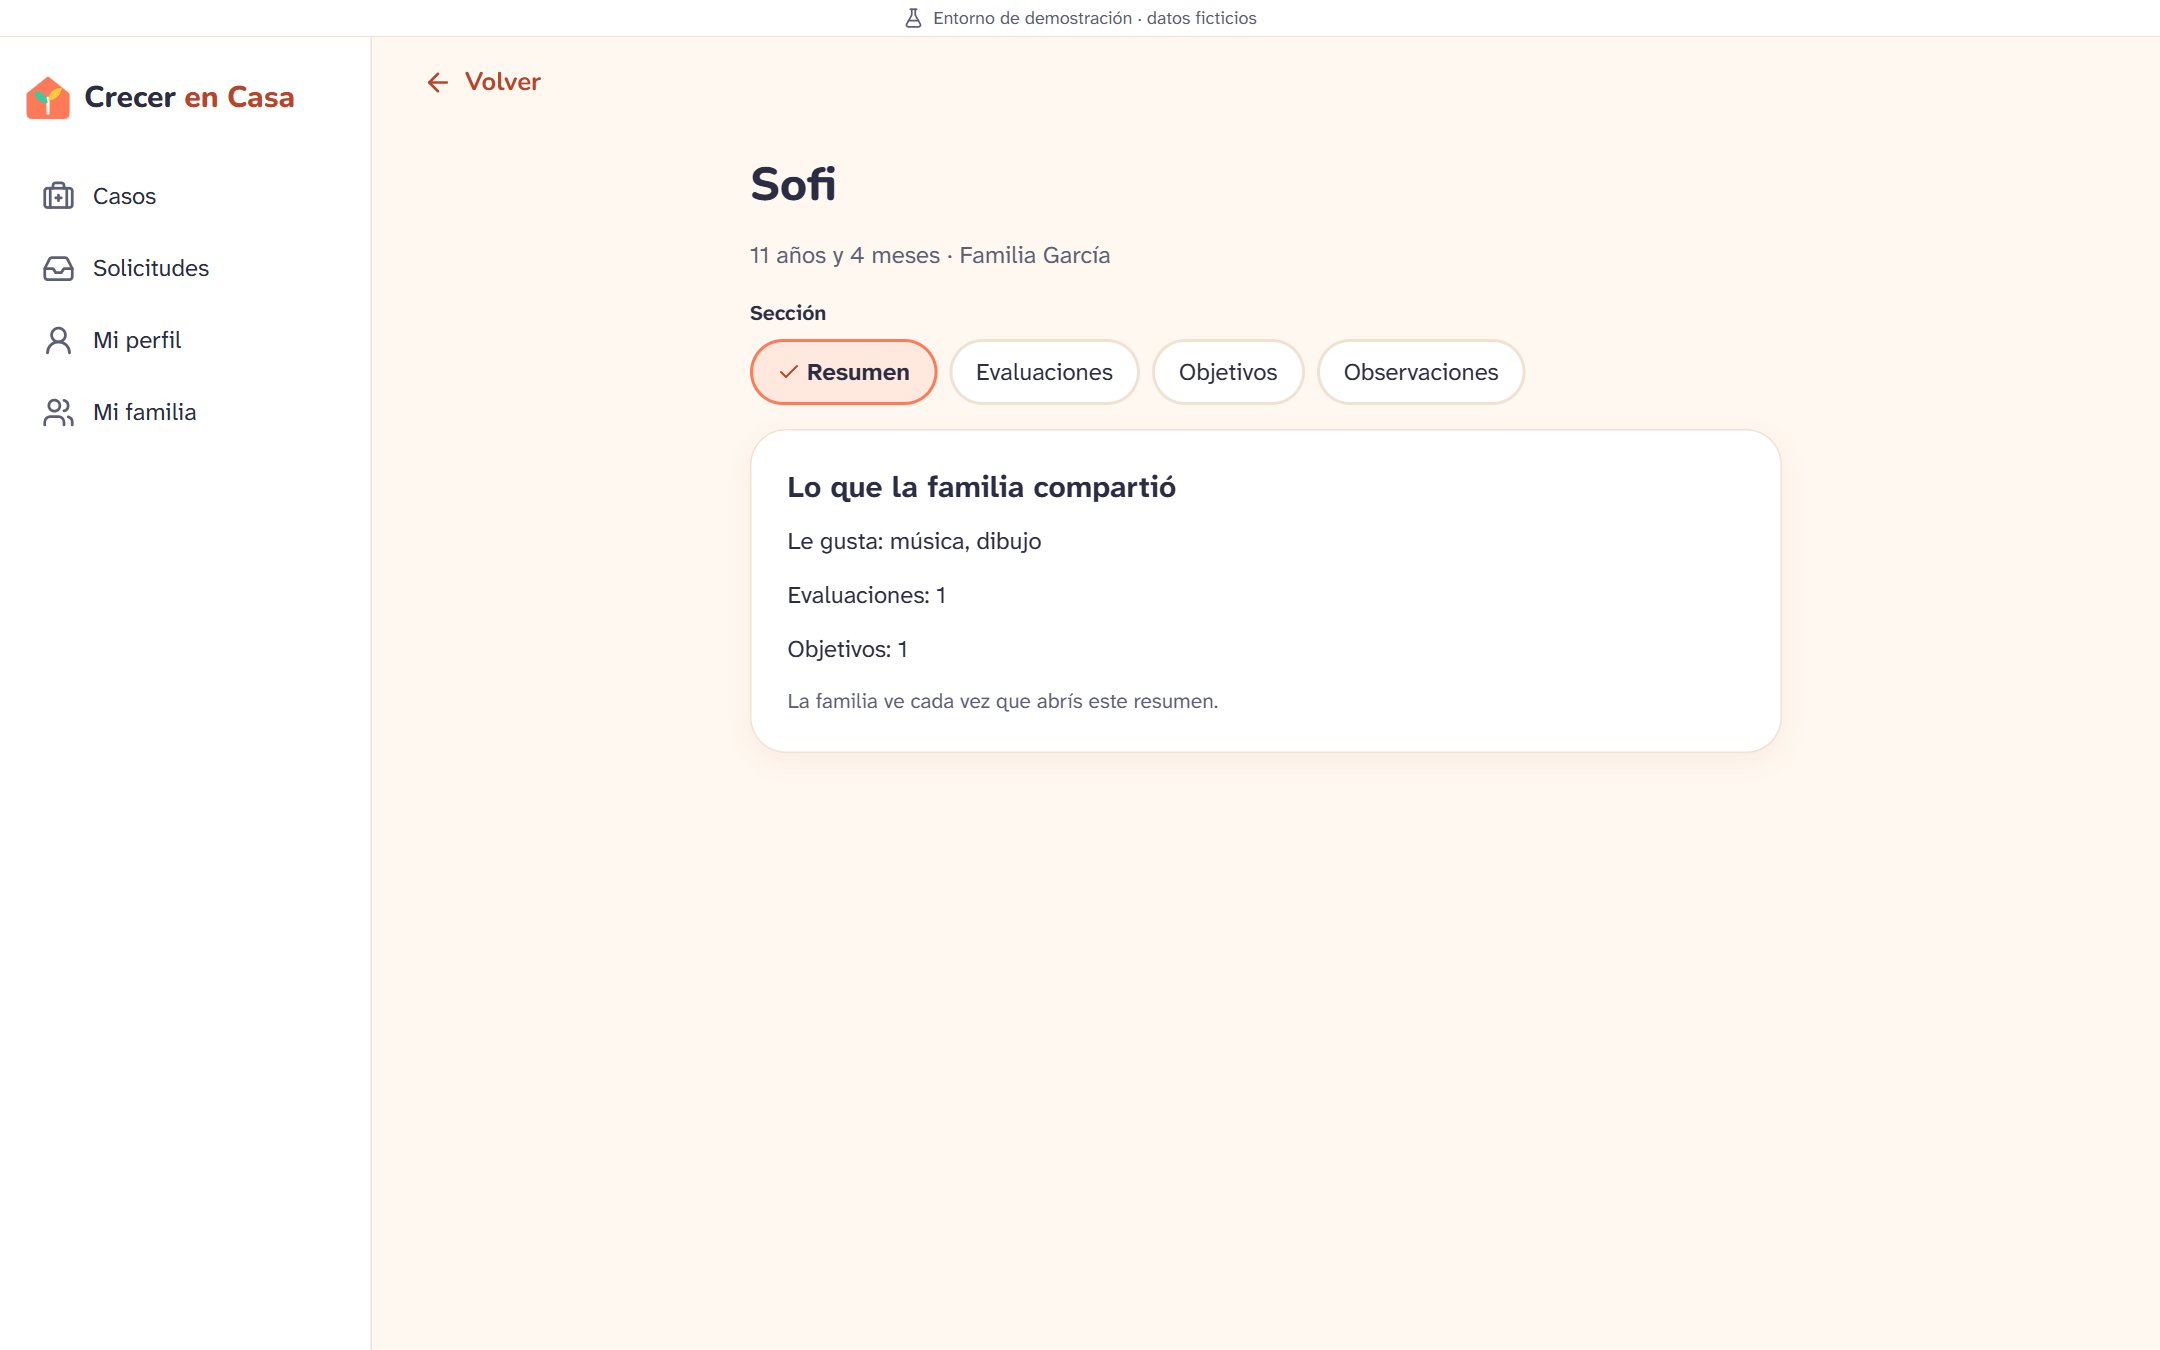 Entorno de demostración · datos ficticios
Crecer en Casa
Casos
Solicitudes
Mi perfil
Mi familia
Volver
Sofi
11 años y 4 meses · Familia García
Sección
Resumen
Evaluaciones
Objetivos
Observaciones
Lo que la familia compartió
Le gusta: música, dibujo
Evaluaciones: 1
Objetivos: 1
La familia ve cada vez que abrís este resumen.